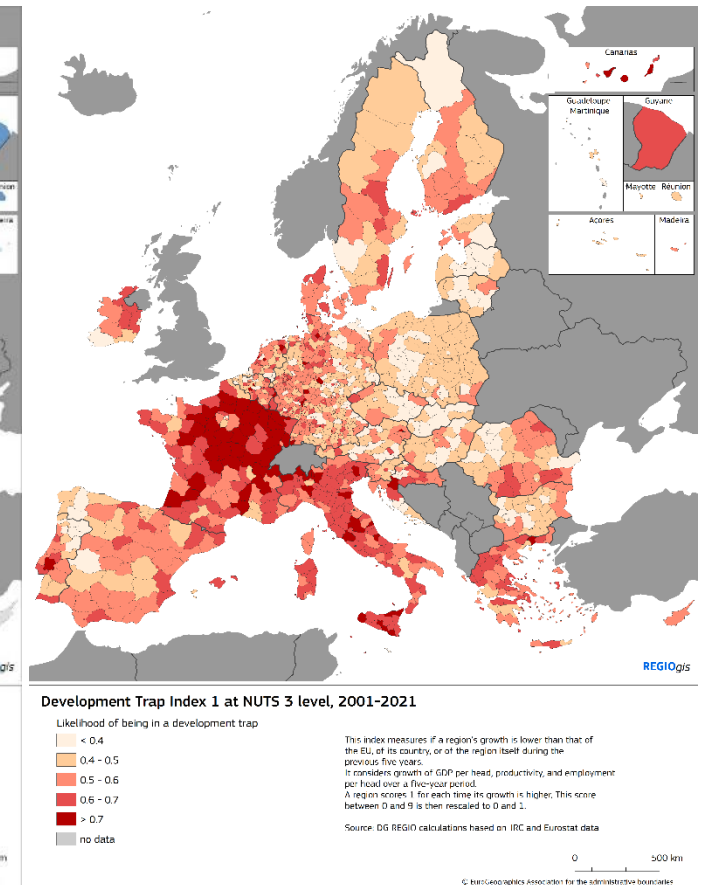 Canarias
Guadeloupe
Martinique
Guyane
Mayotte
Réunion
Açores
Madeira
REGIOgis
gis
Development Trap Index 1 at NUTS 3 level, 2001-2021
Likelihood of being in a development trap
< 0.4
0.4 - 0.5
0.5 - 0.6
0.6 - 0.7
> 0.7
no data
This index measures if a region's growth is lower than that of
the EU, of its country, or of the region itself during the
previous five years.
It considers growth of GDP per head, productivity, and employment
per head over a five-year period.
A region scores 1 for each time its growth is higher. This score
between 0 and 9 is then rescaled to 0 and 1.
Source: DG REGIO calculations based on JRC and Eurostat data
0 500 km
© EuroGeographics Association for the administrative boundaries